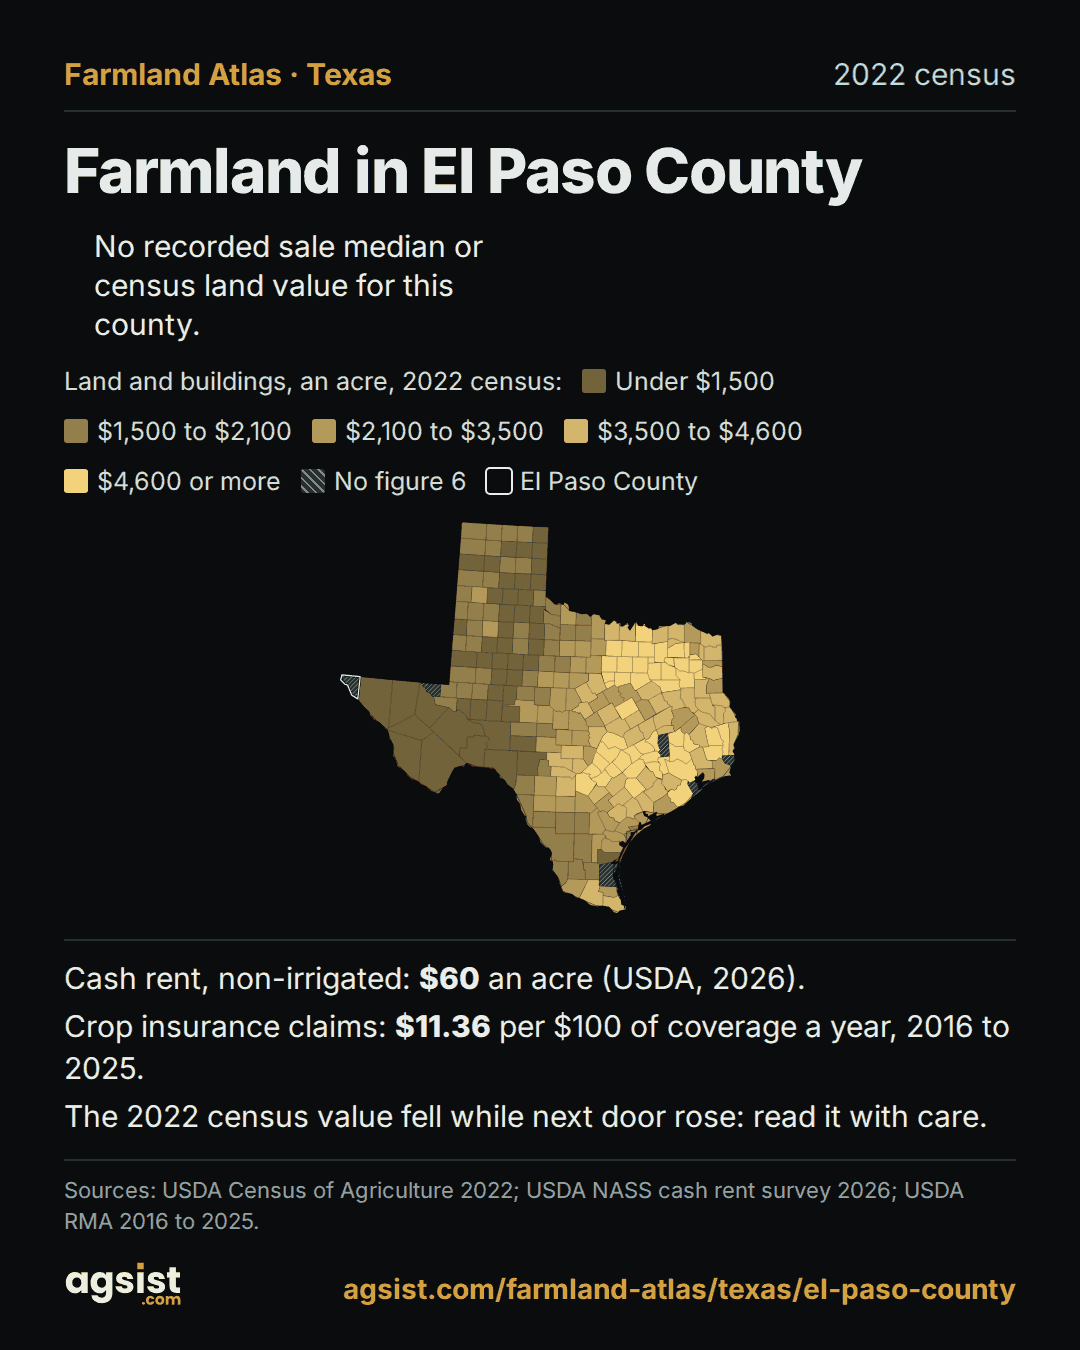 Farmland Atlas · Texas
2022 census
Farmland in El Paso County
No recorded sale median or
census land value for this
county.
Land and buildings, an acre, 2022 census: Under $1,500
$1,500 to $2,100 $2,100 to $3,500 $3,500 to $4,600
$4,600 or more No figure 6 El Paso County
Cash rent, non-irrigated: $60 an acre (USDA, 2026).
Crop insurance claims: $11.36 per $100 of coverage a year, 2016 to
2025.
The 2022 census value fell while next door rose: read it with care.
Sources: USDA Census of Agriculture 2022; USDA NASS cash rent survey 2026; USDA
RMA 2016 to 2025.
agsist
.com
agsist.com/farmland-atlas/texas/el-paso-county